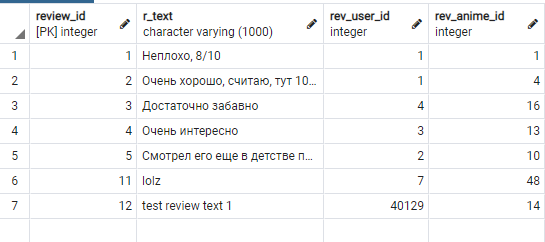 review_id r_text rev_user_id rev_anime_id
[PK] integer character varying (1000) integer integer
1 1 Неплохо, 8/10 1 1
2 2 Очень хорошо, считаю, тут 10... 1 4
3 3 Достаточно забавно 4 16
4 4 Очень интересно 3 13
5 5 Смотрел его еще в детстве п... 2 10
6 11 lolz 7 48
7 12 test review text 1 40129 14